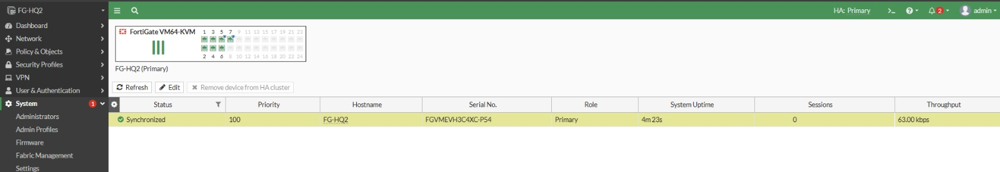 FG-HQ2
HA: Primary
>_
2
admin
Dashboard
Network
Policy & Objects
Security Profiles
VPN
User & Authentication
System 1
Administrators
Admin Profiles
Firmware
Fabric Management
Settings
FortiGate VM64-KVM
1 3 5 7 9 11 13 15 17 19 21 23
2 4 6 8 10 12 14 16 18 20 22 24
FG-HQ2 (Primary)
Refresh Edit Remove device from HA cluster
Status Priority Hostname Serial No. Role System Uptime Sessions Throughput
Synchronized 100 FG-HQ2 FGVMEVH3C4XC-P54 Primary 4m 23s 0 63.00 kbps